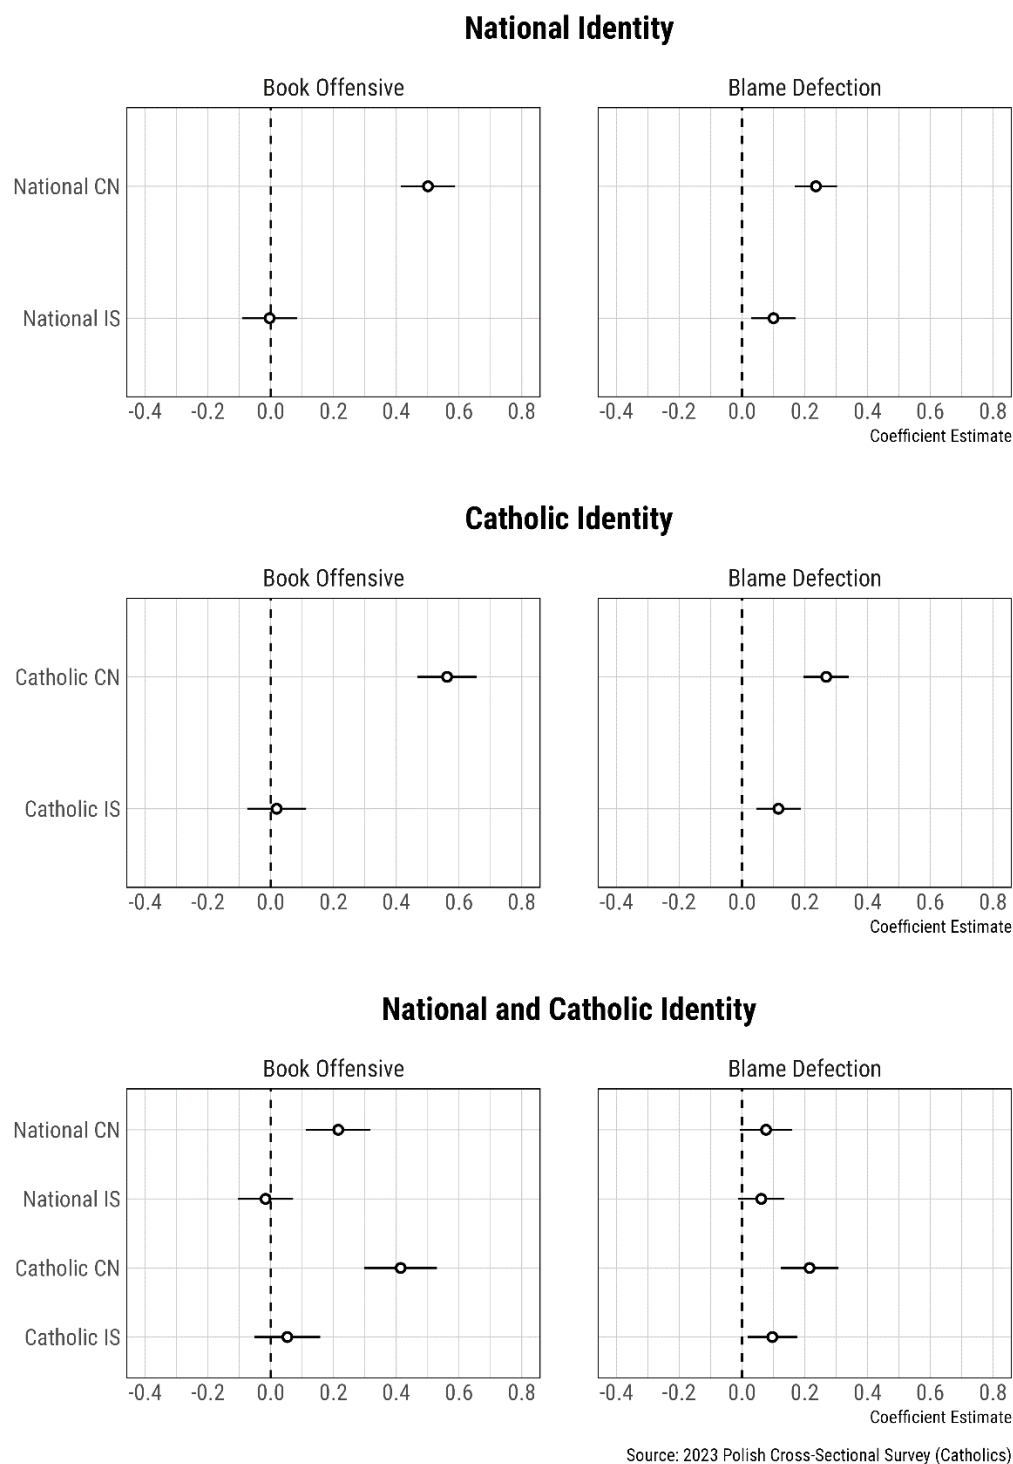 National Identity
Book Offensive Blame Defection
National CN
National IS
-0.4 -0.2 0.0 0.2 0.4 0.6 0.8 -0.4 -0.2 0.0 0.2 0.4 0.6 0.8
Coefficient Estimate
Catholic Identity
Book Offensive Blame Defection
Catholic CN
Catholic IS
-0.4 -0.2 0.0 0.2 0.4 0.6 0.8 -0.4 -0.2 0.0 0.2 0.4 0.6 0.8
Coefficient Estimate
National and Catholic Identity
Book Offensive Blame Defection
National CN
National IS
Catholic CN
Catholic IS
-0.4 -0.2 0.0 0.2 0.4 0.6 0.8 -0.4 -0.2 0.0 0.2 0.4 0.6 0.8
Coefficient Estimate
Source: 2023 Polish Cross-Sectional Survey (Catholics)